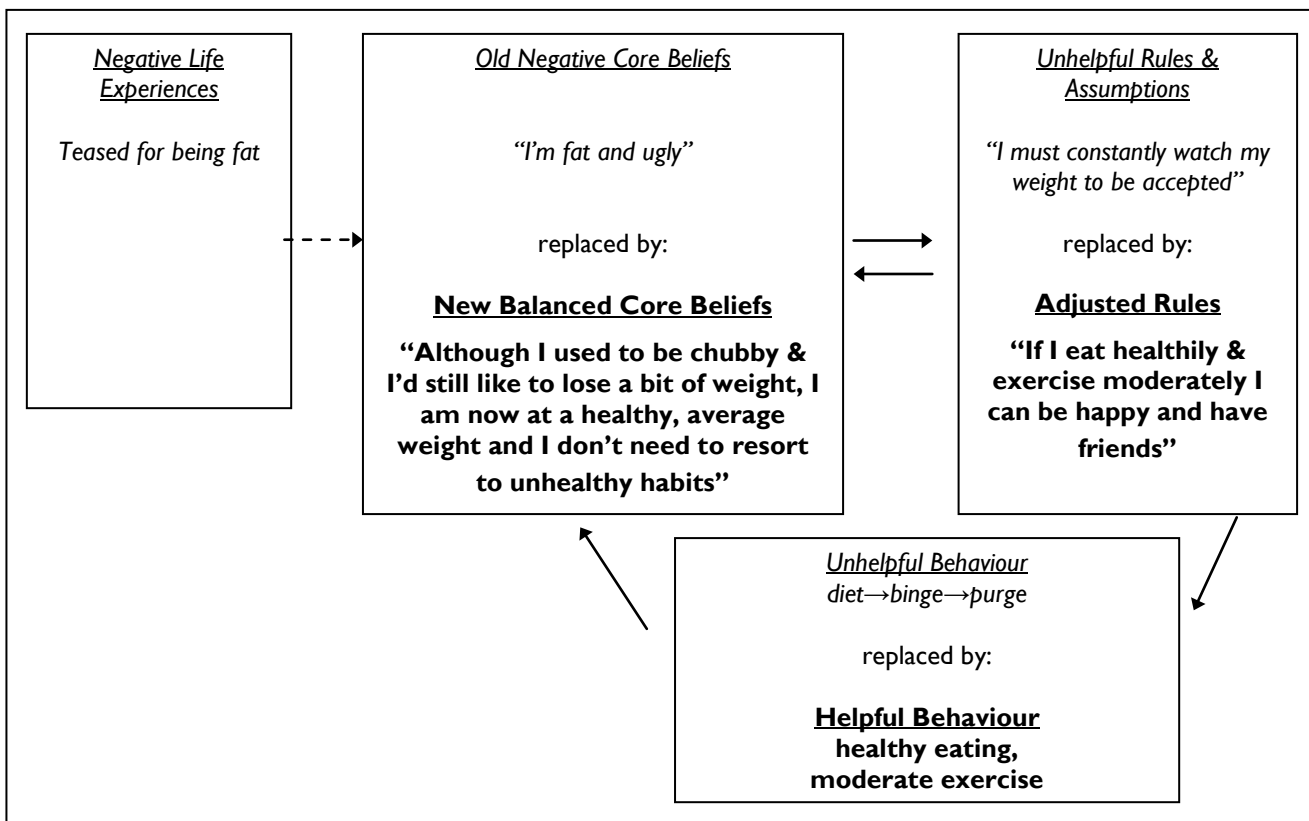 Negative Life
Experiences
Teased for being fat
Old Negative Core Beliefs
“I’m fat and ugly”
replaced by:
New Balanced Core Beliefs
“Although I used to be chubby &
I’d still like to lose a bit of weight, I
am now at a healthy, average
weight and I don’t need to resort
to unhealthy habits”
Unhelpful Rules &
Assumptions
“I must constantly watch my
weight to be accepted”
replaced by:
Adjusted Rules
“If I eat healthily &
exercise moderately I
can be happy and have
friends”
Unhelpful Behaviour
diet→binge→purge
replaced by:
Helpful Behaviour
healthy eating,
moderate exercise